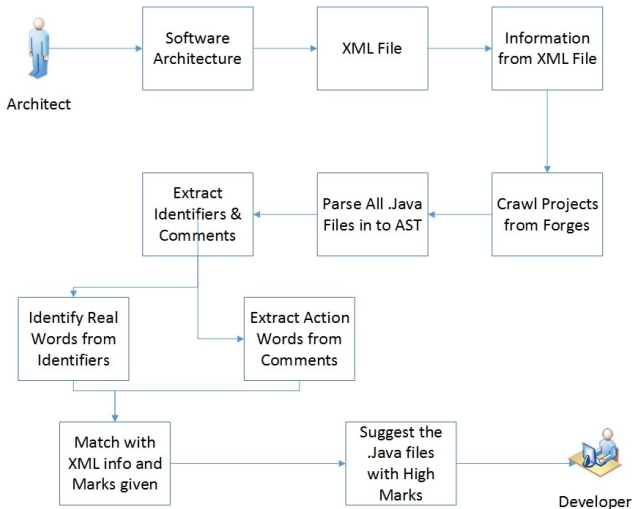 Architect
Software
Architecture
XML File
Information
from XML File
Extract
Identifiers &
Comments
Parse All .Java
Files in to AST
Crawl Projects
from Forges
Identify Real
Words from
Identifiers
Extract Action
Words from
Comments
Match with
XML info and
Marks given
Suggest the
.Java files
with High
Marks
Developer